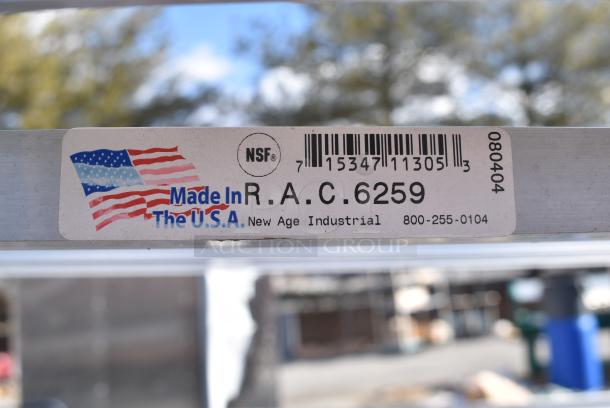 NSF®
7 15347 11305 3
080404
Made In
The U.S.A.
R.A.C.6259
New Age Industrial 800-255-0104
AUCTION GROUP